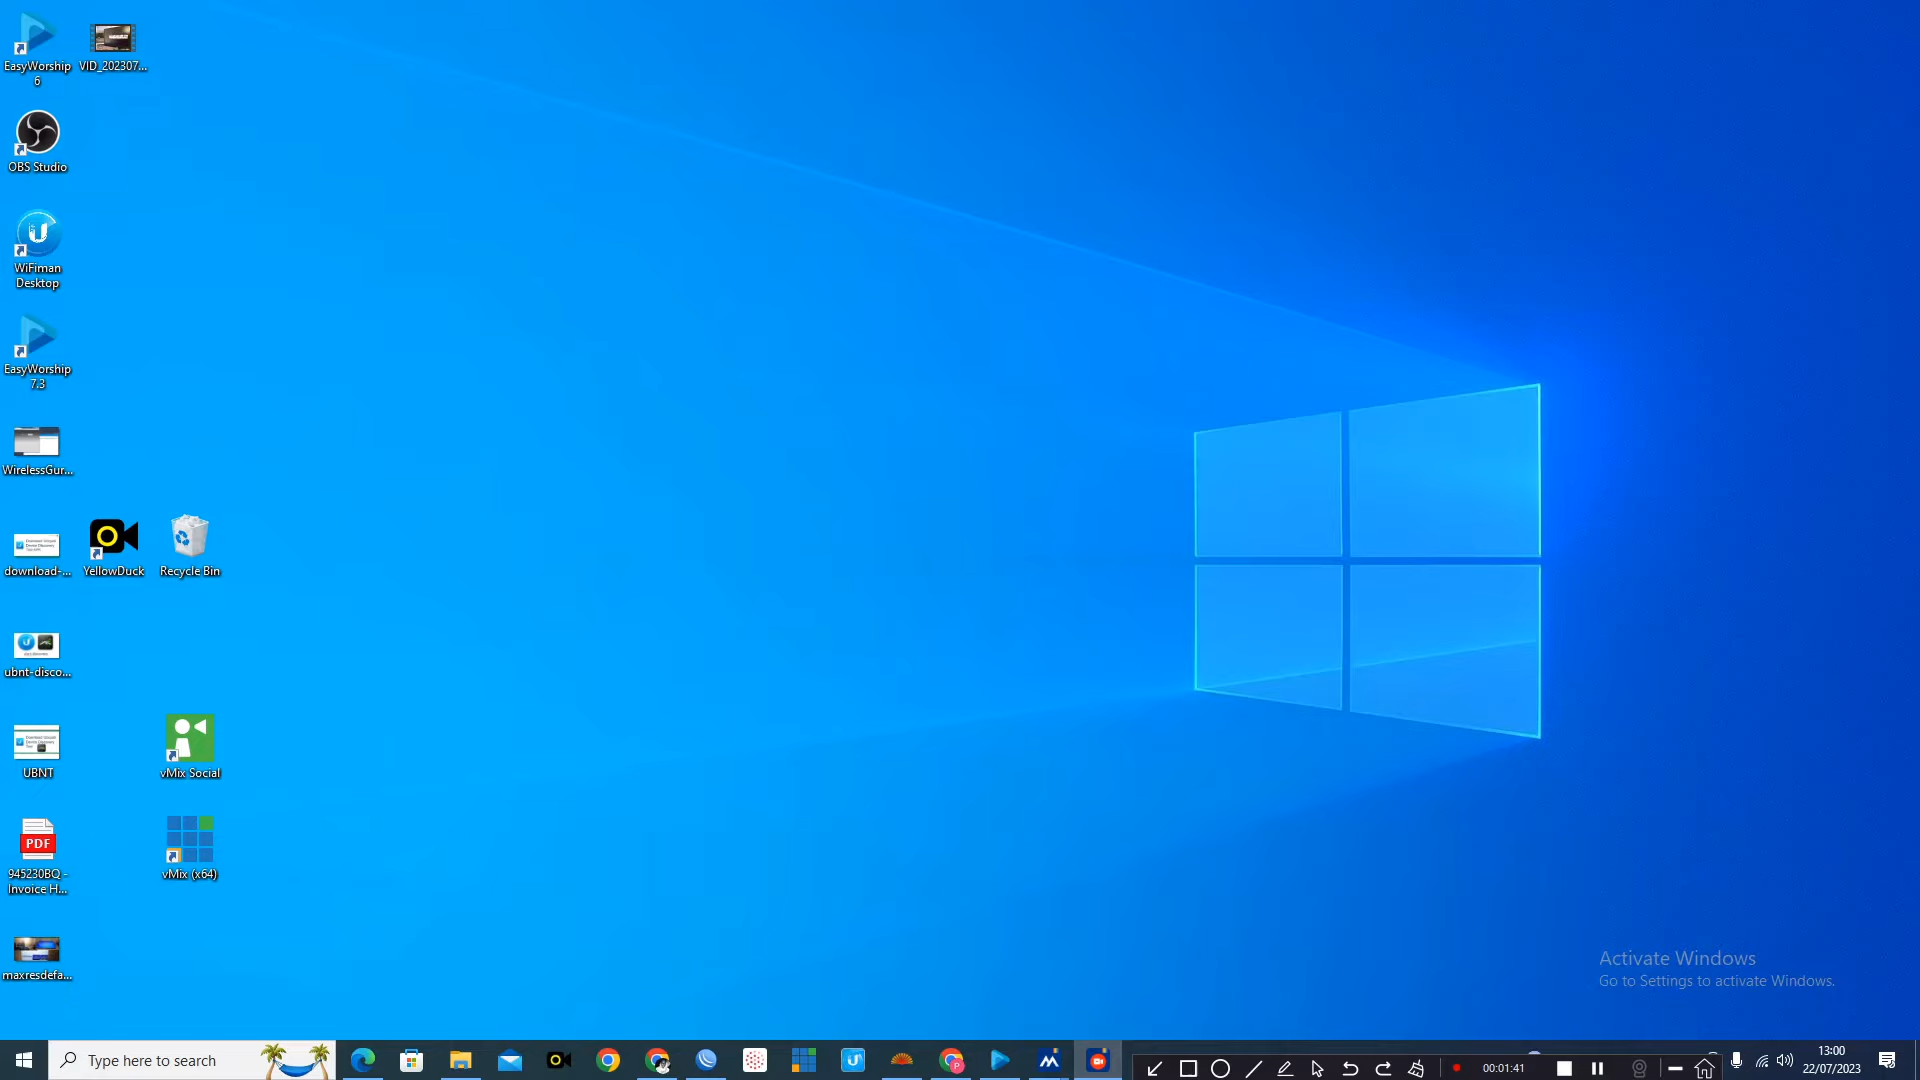 EasyWorship
6
VID_202307...
OBS Studio
WiFiman
Desktop
EasyWorship
7.3
WirelessGur...
download-...
YellowDuck
Recycle Bin
ubnt-disco...
UBNT
vMix Social
PDF
945230BQ -
Invoice H...
vMix (x64)
maxresdefa...
Activate Windows
Go to Settings to activate Windows.
Type here to search
00:01:41
13:00
22/07/2023